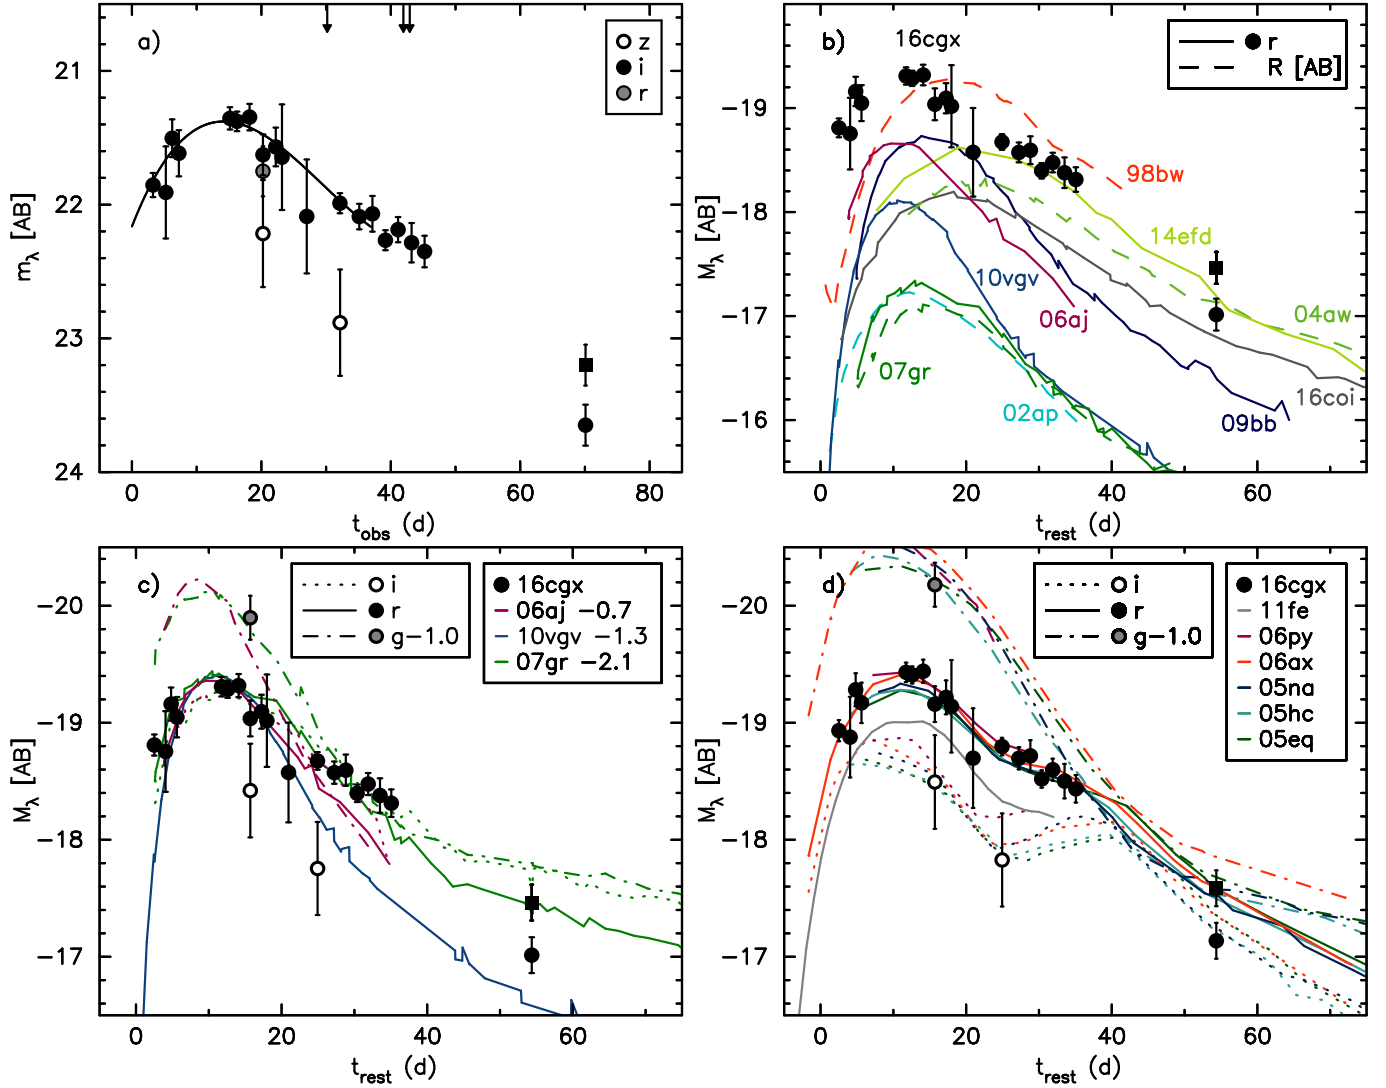 a)
z
i
r
21
22
23
24
0
20
40
60
80
m_λ [AB]
t_obs (d)
b)
16cgx
r
R [AB]
98bw
14efd
10vgv
06aj
04aw
07gr
02ap
16coi
09bb
-19
-18
-17
-16
0
20
40
60
M_λ [AB]
t_rest (d)
c)
i
r
g-1.0
16cgx
06aj -0.7
10vgv -1.3
07gr -2.1
-20
-19
-18
-17
0
20
40
60
M_λ [AB]
t_rest (d)
d)
i
r
g-1.0
16cgx
11fe
06py
06ax
05na
05hc
05eq
-20
-19
-18
-17
0
20
40
60
M_λ [AB]
t_rest (d)